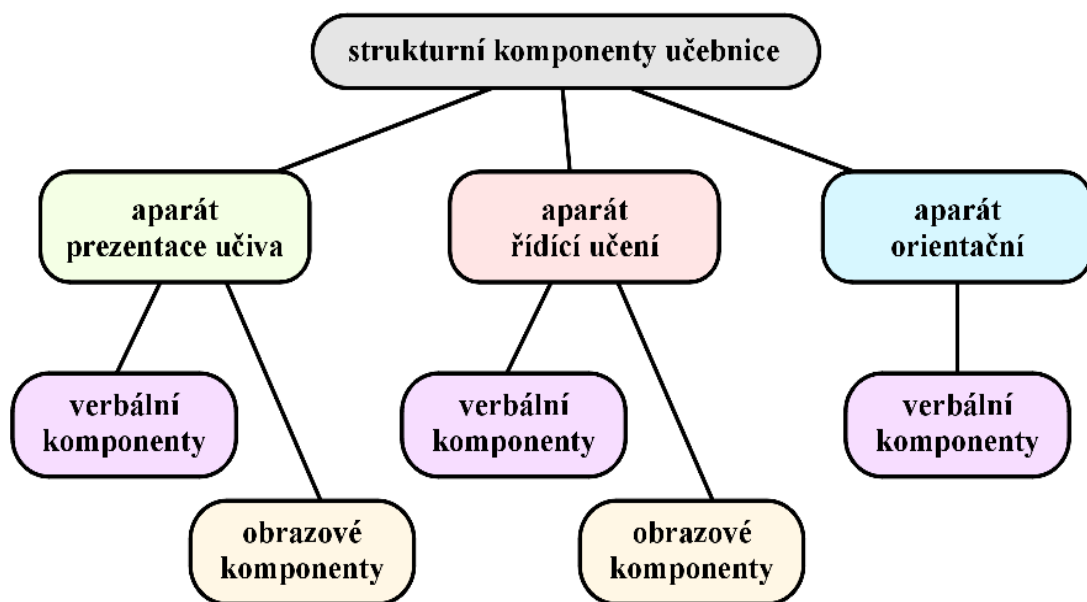 strukturní komponenty učebnice
aparát
prezentace učiva
aparát
řídící učení
aparát
orientační
verbální
komponenty
verbální
komponenty
verbální
komponenty
obrazové
komponenty
obrazové
komponenty